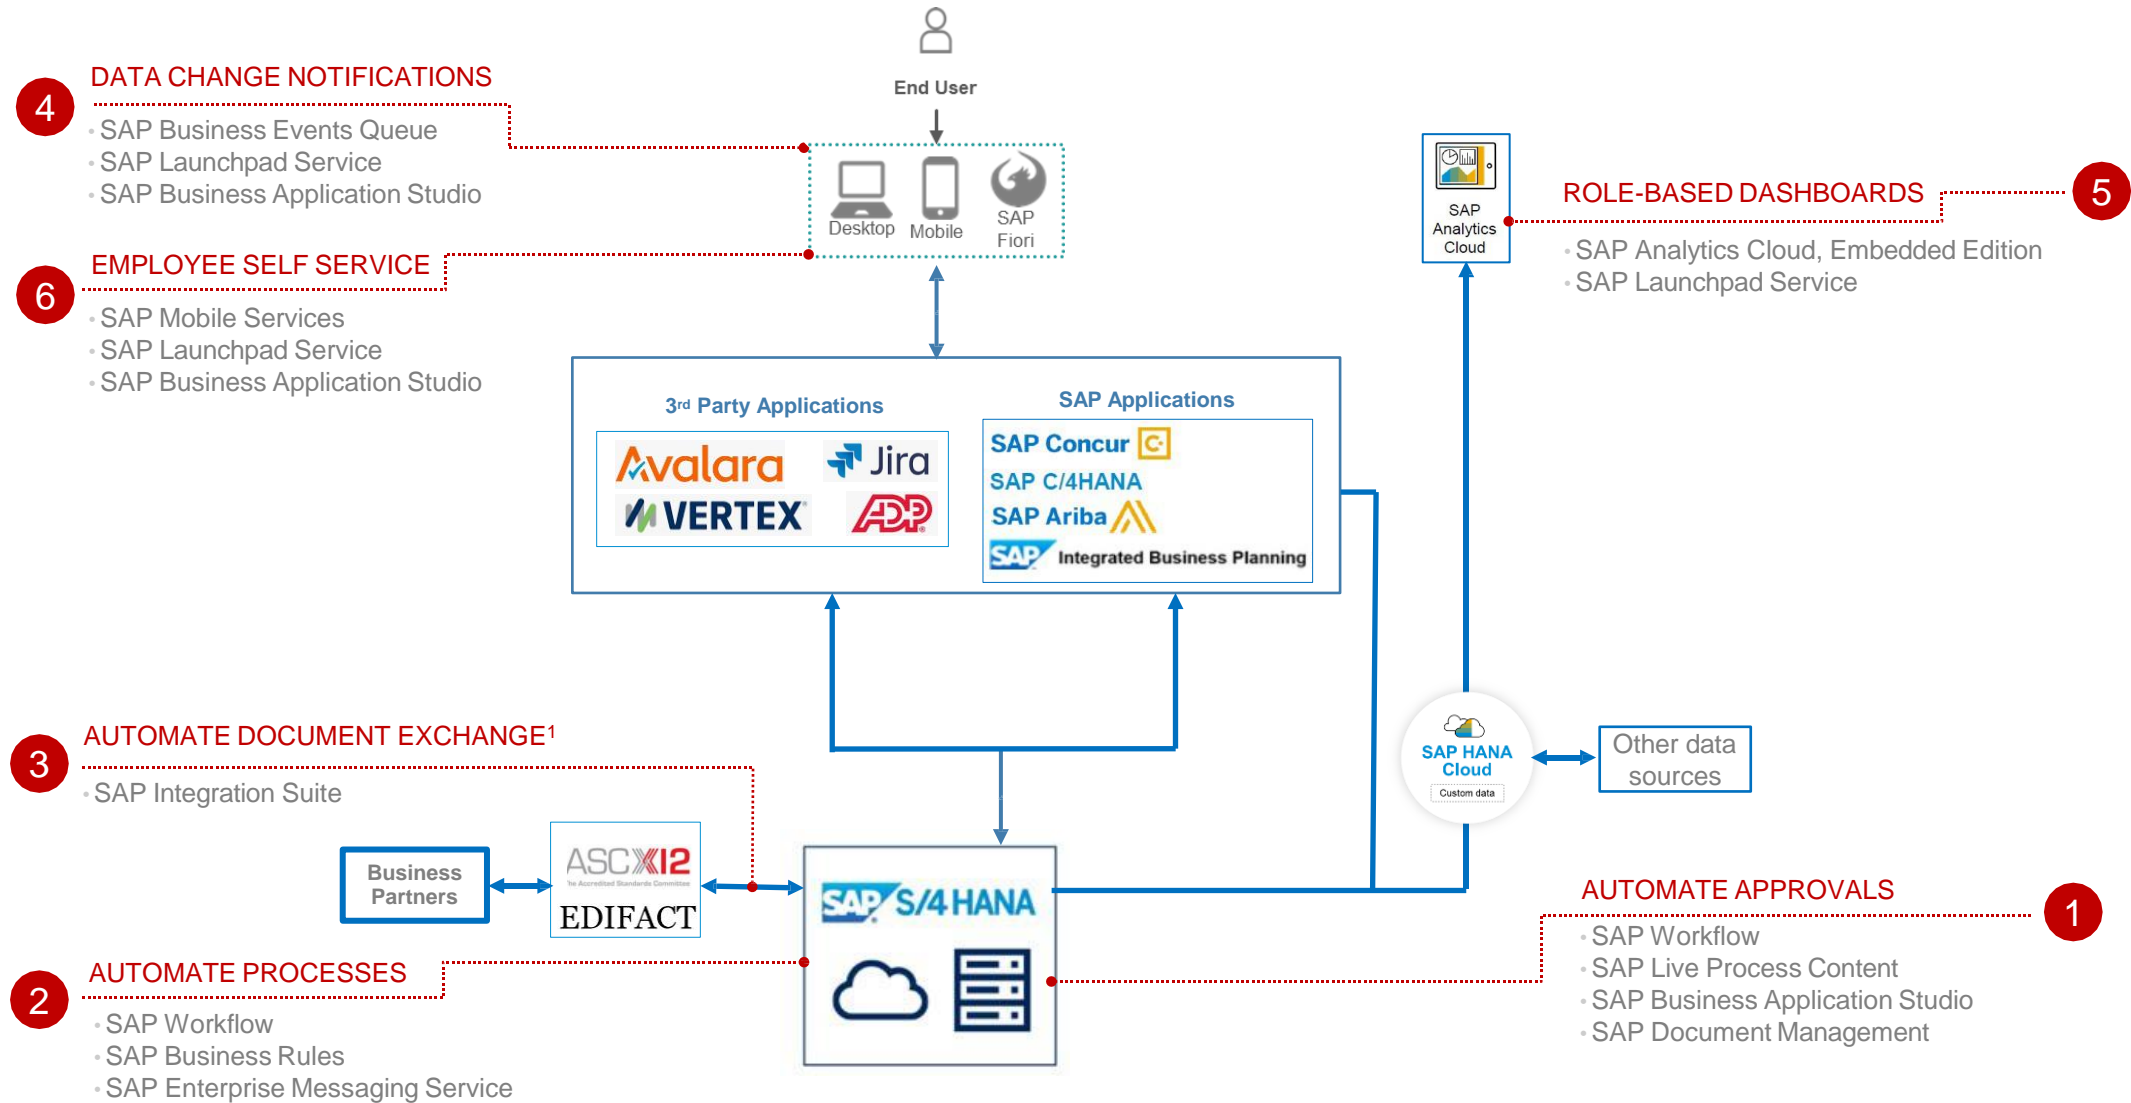 End User
Desktop
Mobile
SAP
Fiori
4
DATA CHANGE NOTIFICATIONS
• SAP Business Events Queue
• SAP Launchpad Service
• SAP Business Application Studio
6
EMPLOYEE SELF SERVICE
• SAP Mobile Services
• SAP Launchpad Service
• SAP Business Application Studio
SAP
Analytics
Cloud
ROLE-BASED DASHBOARDS
5
• SAP Analytics Cloud, Embedded Edition
• SAP Launchpad Service
3rd Party Applications
Avalara
Jira
VERTEX
ADP
SAP Applications
SAP Concur C
SAP C/4HANA
SAP Ariba
SAP Integrated Business Planning
3
AUTOMATE DOCUMENT EXCHANGE1
• SAP Integration Suite
SAP HANA
Cloud
Custom data
Other data
sources
Business
Partners
ASC X12
The Accredited Standards Committee
EDIFACT
SAP S/4HANA
2
AUTOMATE PROCESSES
• SAP Workflow
• SAP Business Rules
• SAP Enterprise Messaging Service
AUTOMATE APPROVALS
1
• SAP Workflow
• SAP Live Process Content
• SAP Business Application Studio
• SAP Document Management